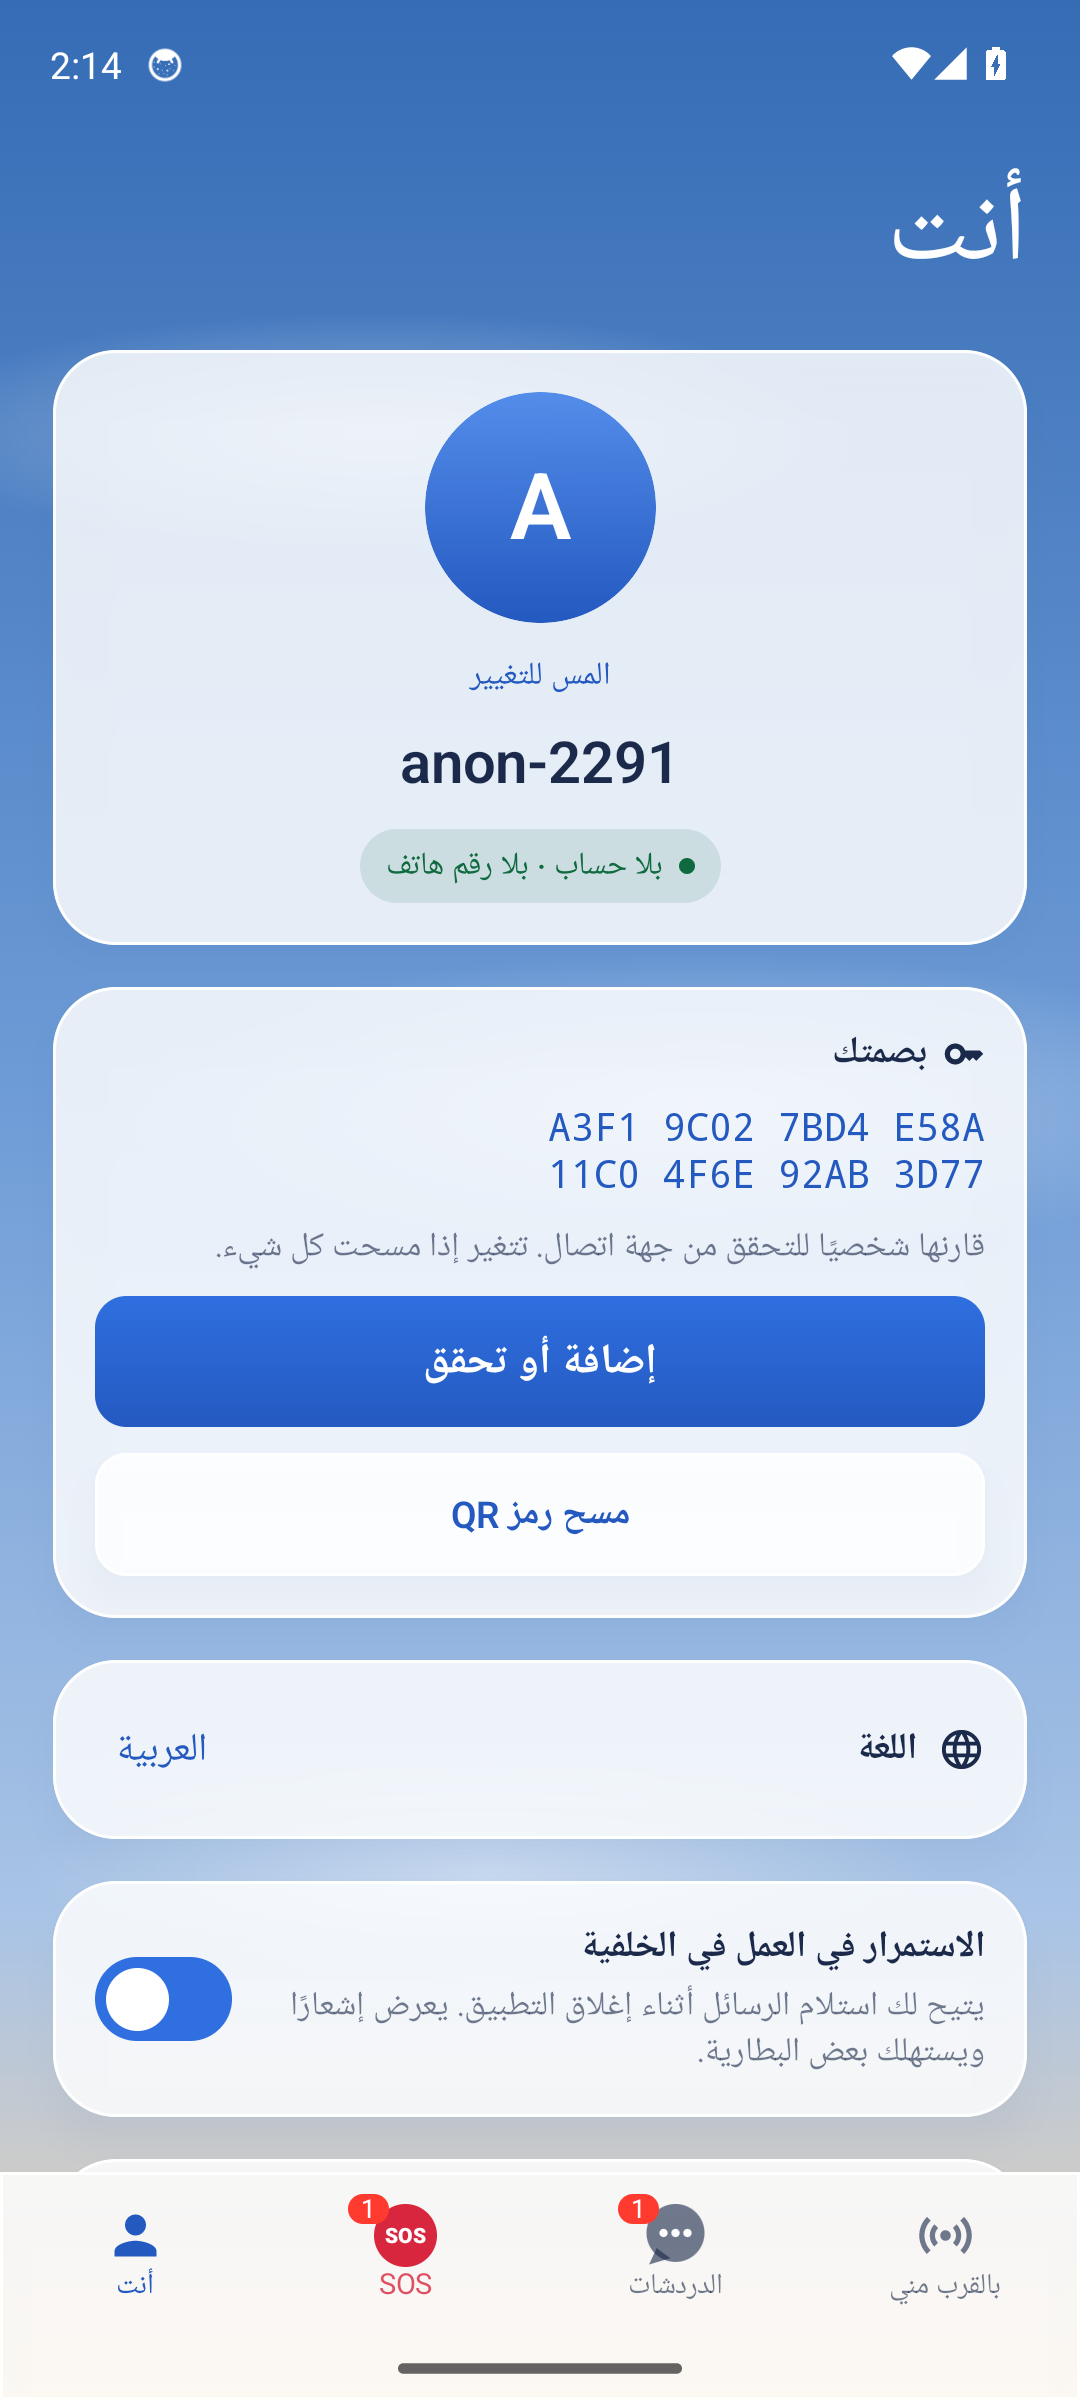 2:14
أنت
A
المس للتغيير
anon-2291
بلا حساب · بلا رقم هاتف
بصمتك
A3F1 9C02 7BD4 E58A
11C0 4F6E 92AB 3D77
قارنها شخصيًا للتحقق من جهة اتصال. تتغير إذا مسحت كل شيء.
إضافة أو تحقق
مسح رمز QR
اللغة
العربية
الاستمرار في العمل في الخلفية
يتيح لك استلام الرسائل أثناء إغلاق التطبيق. يعرض إشعارًا
ويستهلك بعض البطارية.
بالقرب مني
1
الدردشات
1
SOS
SOS
أنت